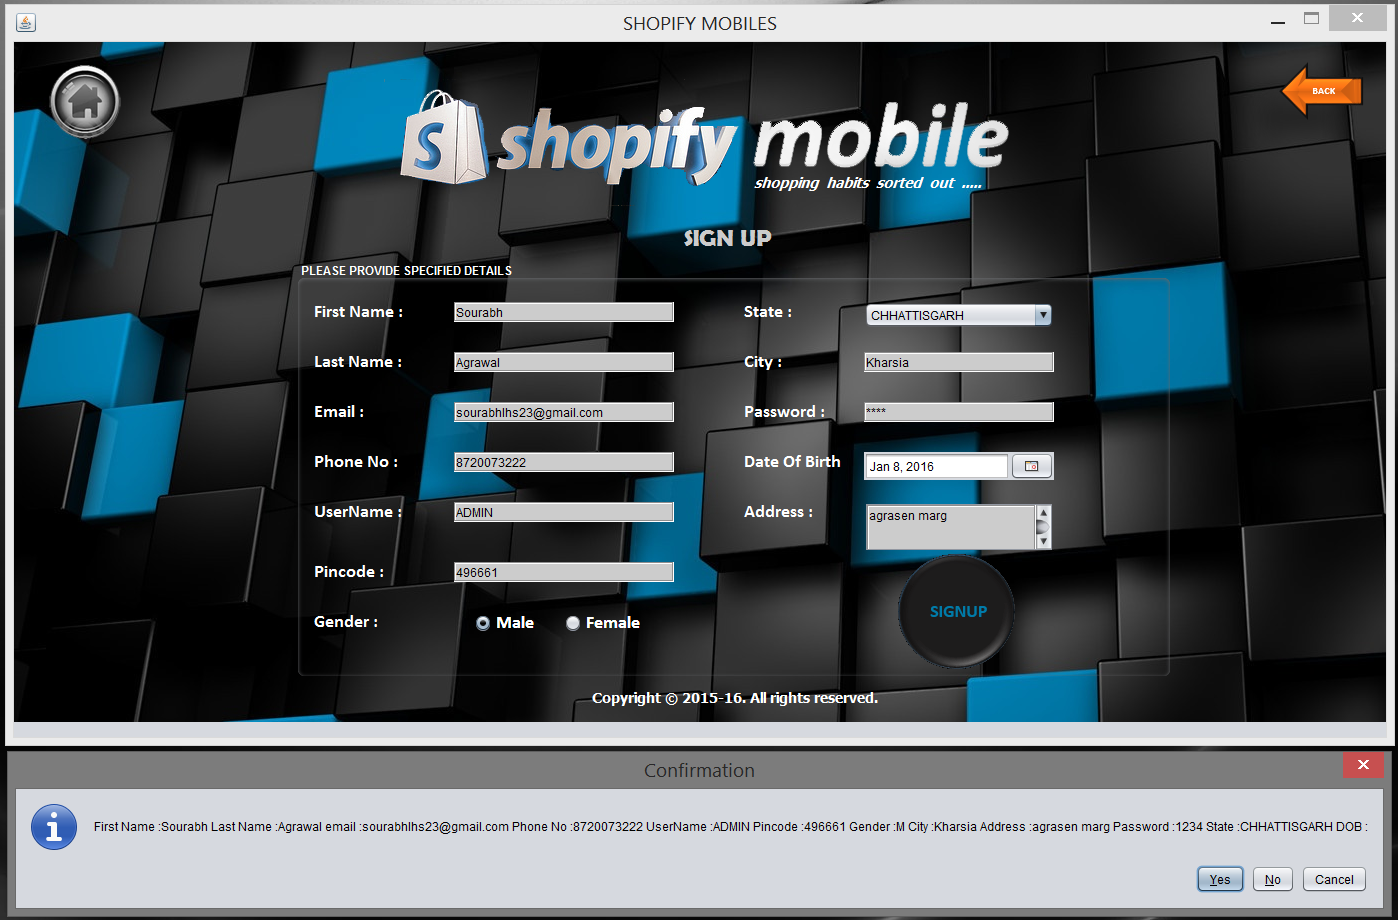 SHOPIFY MOBILES
BACK
S shopify mobile
shopping habits sorted out .....
SIGN UP
PLEASE PROVIDE SPECIFIED DETAILS
First Name : Sourabh
State : CHHATTISGARH
Last Name : Agrawal
City : Kharsia
Email : sourabhlhs23@gmail.com
Password : ****
Phone No : 8720073222
Date Of Birth Jan 8, 2016
UserName : ADMIN
Address : agrasen marg
Pincode : 496661
Gender : Male Female
SIGNUP
Copyright © 2015-16. All rights reserved.
Confirmation
First Name :Sourabh Last Name :Agrawal email :sourabhlhs23@gmail.com Phone No :8720073222 UserName :ADMIN Pincode :496661 Gender :M City :Kharsia Address :agrasen marg Password :1234 State :CHHATTISGARH DOB :
Yes No Cancel